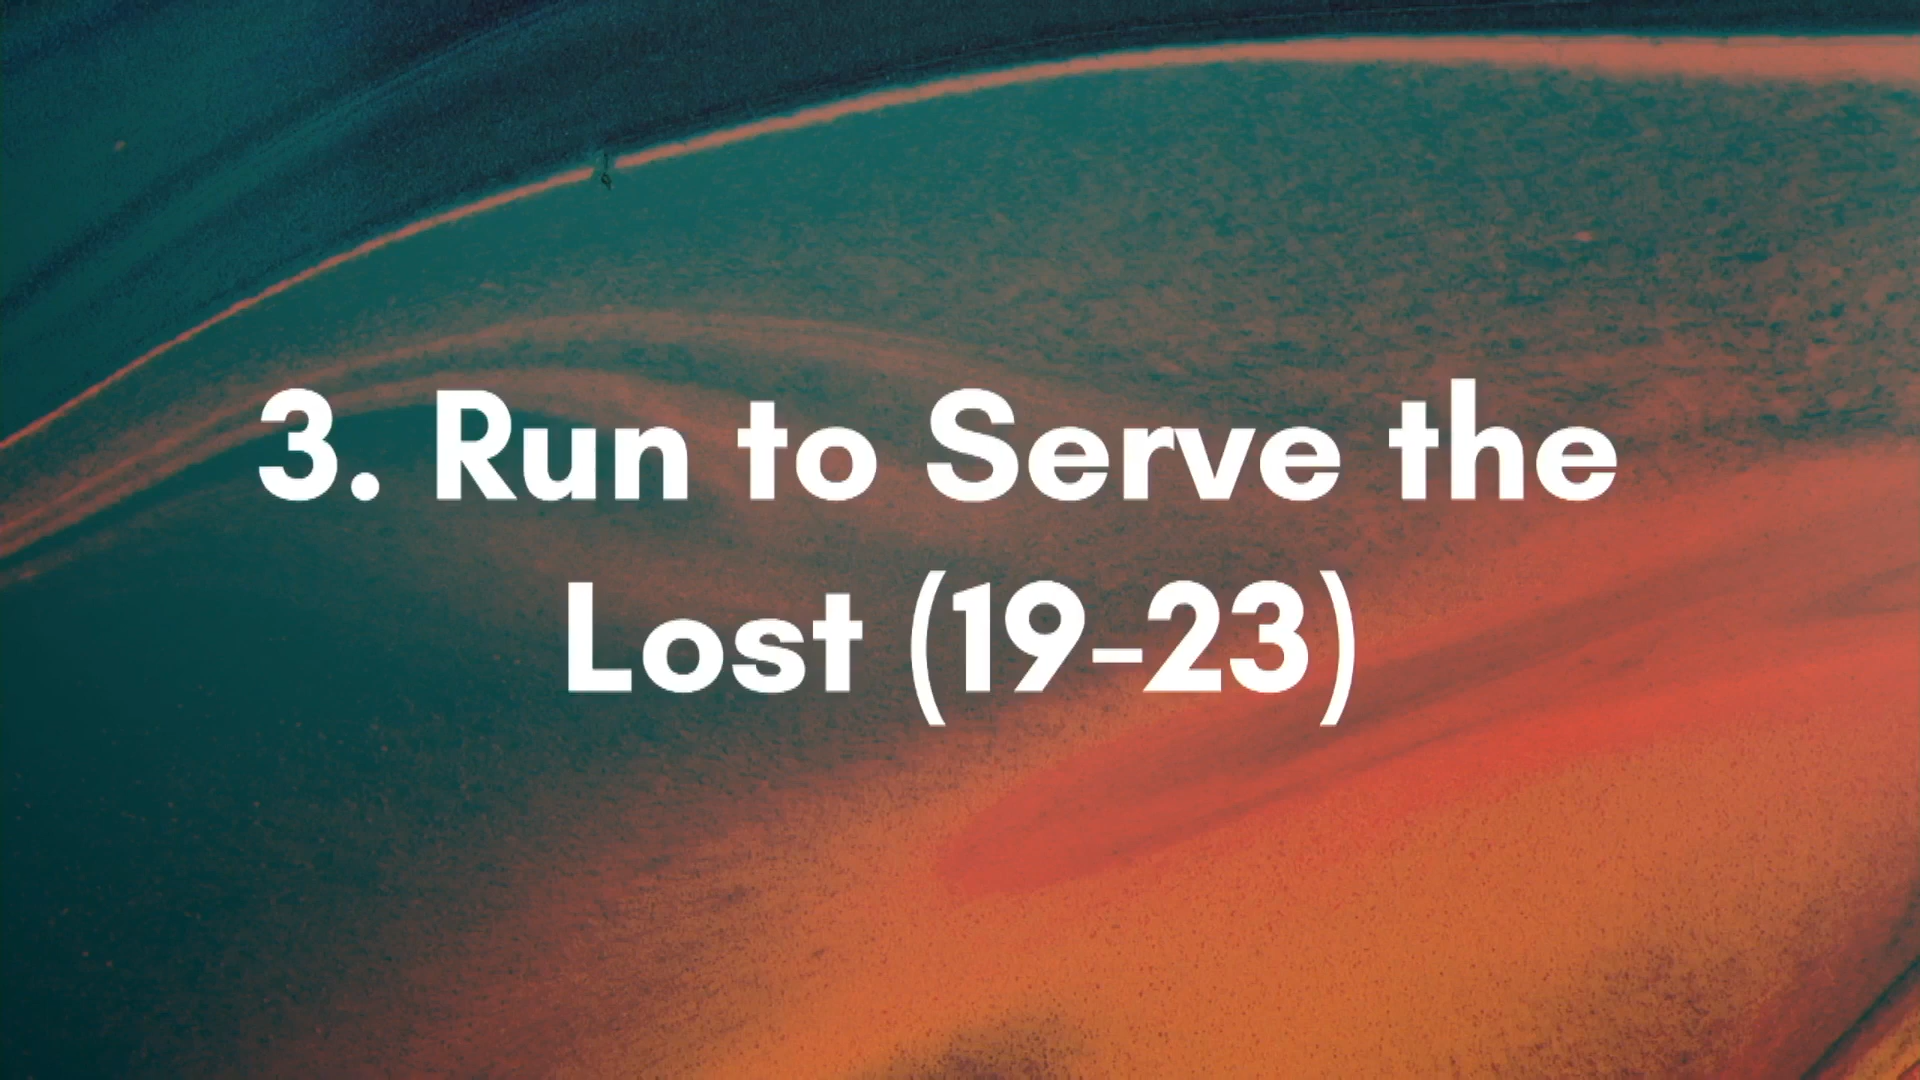 3. Run to Serve the
Lost (19-23)